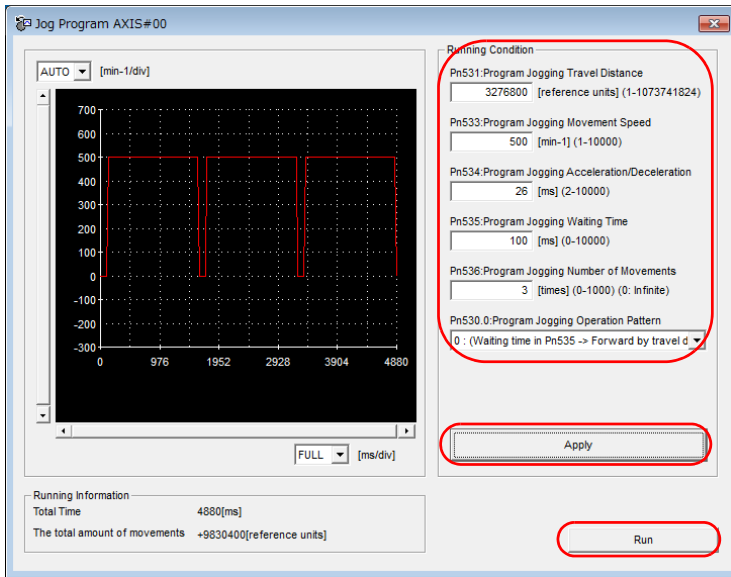 Jog Program AXIS#00
AUTO [min-1/div]
700
600
500
400
300
200
100
0
-100
-200
-300
0 976 1952 2928 3904 4880
FULL [ms/div]
Running Information
Total Time 4880[ms]
The total amount of movements +9830400[reference units]
Running Condition
Pn531:Program Jogging Travel Distance
3276800 [reference units] (1-1073741824)
Pn533:Program Jogging Movement Speed
500 [min-1] (1-10000)
Pn534:Program Jogging Acceleration/Deceleration
26 [ms] (2-10000)
Pn535:Program Jogging Waiting Time
100 [ms] (0-10000)
Pn536:Program Jogging Number of Movements
3 [times] (0-1000) (0: Infinite)
Pn530.0:Program Jogging Operation Pattern
0 : (Waiting time in Pn535 -> Forward by travel d
Apply
Run